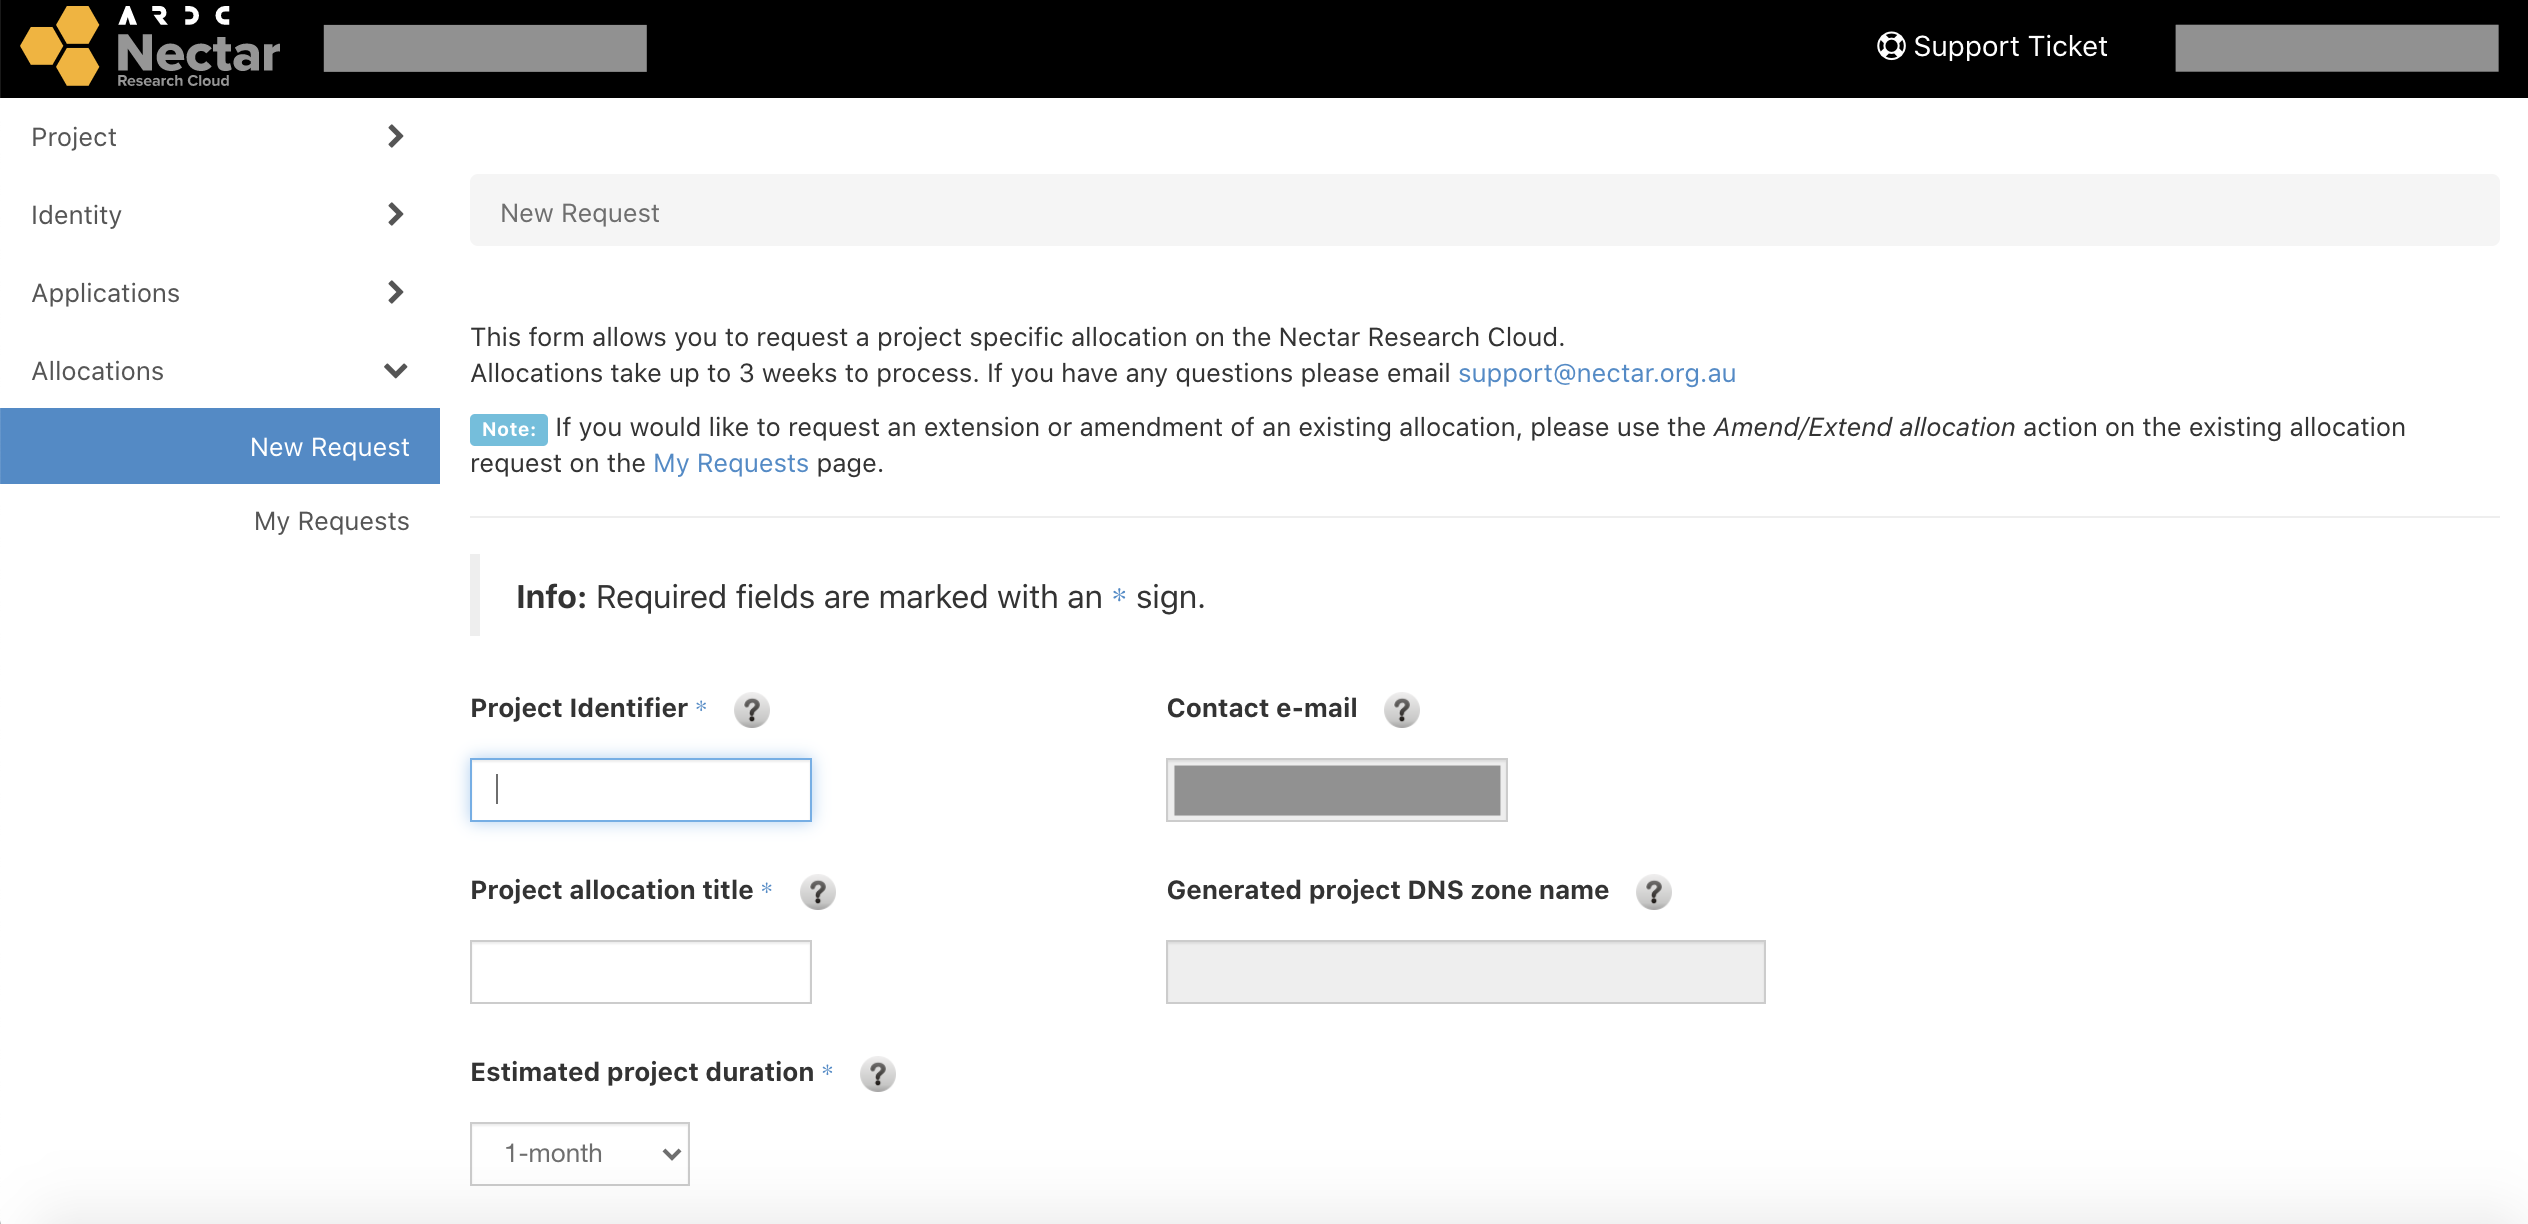 ARDC
Nectar
Research Cloud
Support Ticket
Project
Identity
Applications
Allocations
New Request
My Requests
New Request
This form allows you to request a project specific allocation on the Nectar Research Cloud.
Allocations take up to 3 weeks to process. If you have any questions please email support@nectar.org.au
Note: If you would like to request an extension or amendment of an existing allocation, please use the Amend/Extend allocation action on the existing allocation
request on the My Requests page.
Info: Required fields are marked with an * sign.
Project Identifier * ?
Contact e-mail ?
Project allocation title * ?
Generated project DNS zone name ?
Estimated project duration * ?
1-month